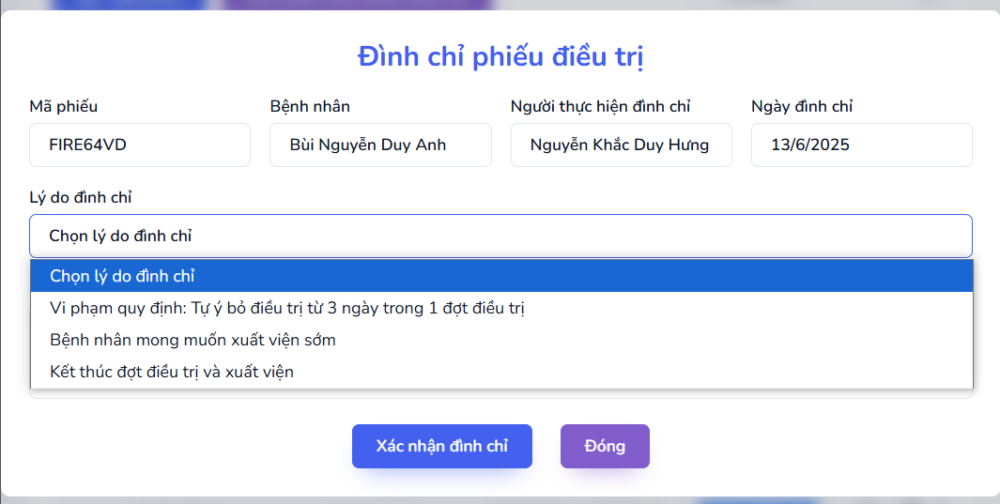 Đình chỉ phiếu điều trị
Mã phiếu
Bệnh nhân
Người thực hiện đình chỉ
Ngày đình chỉ
FIRE64VD
Bùi Nguyễn Duy Anh
Nguyễn Khắc Duy Hưng
13/6/2025
Lý do đình chỉ
Chọn lý do đình chỉ
Chọn lý do đình chỉ
Vi phạm quy định: Tự ý bỏ điều trị từ 3 ngày trong 1 đợt điều trị
Bệnh nhân mong muốn xuất viện sớm
Kết thúc đợt điều trị và xuất viện
Xác nhận đình chỉ
Đóng